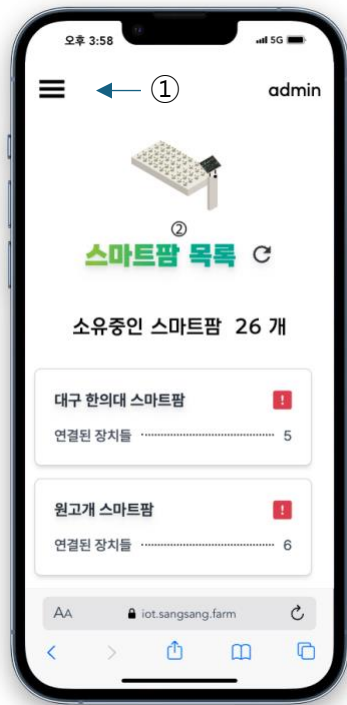 오후 3:58 5G
① admin
②
스마트팜 목록
소유중인 스마트팜 26 개
대구 한의대 스마트팜 !
연결된 장치들 5
원고개 스마트팜 !
연결된 장치들 6
AA iot.sangsang.farm